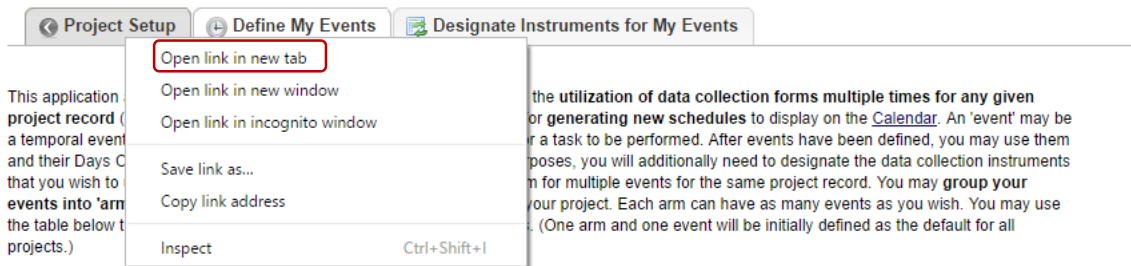 Project Setup Define My Events Designate Instruments for My Events
Open link in new tab
Open link in new window
Open link in incognito window
Save link as...
Copy link address
Inspect Ctrl+Shift+I
This application the utilization of data collection forms multiple times for any given
project record ( or generating new schedules to display on the Calendar. An 'event' may be
a temporal event r a task to be performed. After events have been defined, you may use them
and their Days rposes, you will additionally need to designate the data collection instruments
that you wish to m for multiple events for the same project record. You may group your
events into 'arm your project. Each arm can have as many events as you wish. You may use
the table below t . (One arm and one event will be initially defined as the default for all
projects.)